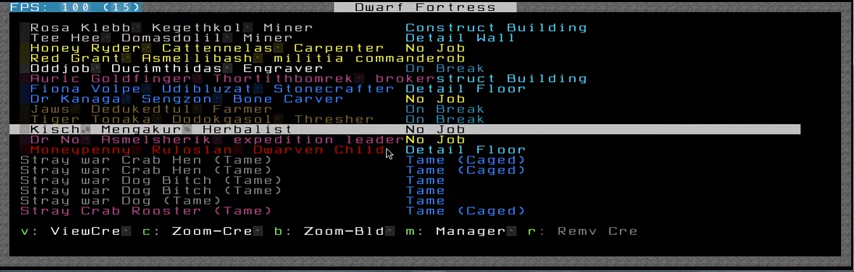 FPS: 100 (15) Dwarf Fortress
Rosa Klebb Kegethkol Miner Construct Building
Tee Hee Domasdolil Miner Detail Wall
Honey Ryder Cattennelas Carpenter No Job
Red Grant Asmellibash militia commanderob
Oddjob Ducimthidas Engraver On Break
Auric Goldfinger Thortithbomrek brokerstruct Building
Fiona Volpe Udibluzat Stonecrafter Detail Floor
Dr Kanaga Sengzon Bone Carver No Job
Jaws Dedukedtul Farmer On Break
Tiger Tonaka Dodokgasol Thresher On Break
Kisch Mengakur Herbalist No Job
Dr No Asmelsherik expedition leaderNo Job
Moneypenny Ruloslan Dwarven Child Detail Floor
Stray war Crab Hen (Tame) Tame (Caged)
Stray war Crab Hen (Tame) Tame (Caged)
Stray war Dog Bitch (Tame) Tame
Stray war Dog Bitch (Tame) Tame
Stray war Dog (Tame) Tame
Stray Crab Rooster (Tame) Tame (Caged)
v: ViewCre c: Zoom-Cre b: Zoom-Bld m: Manager r: Remv Cre